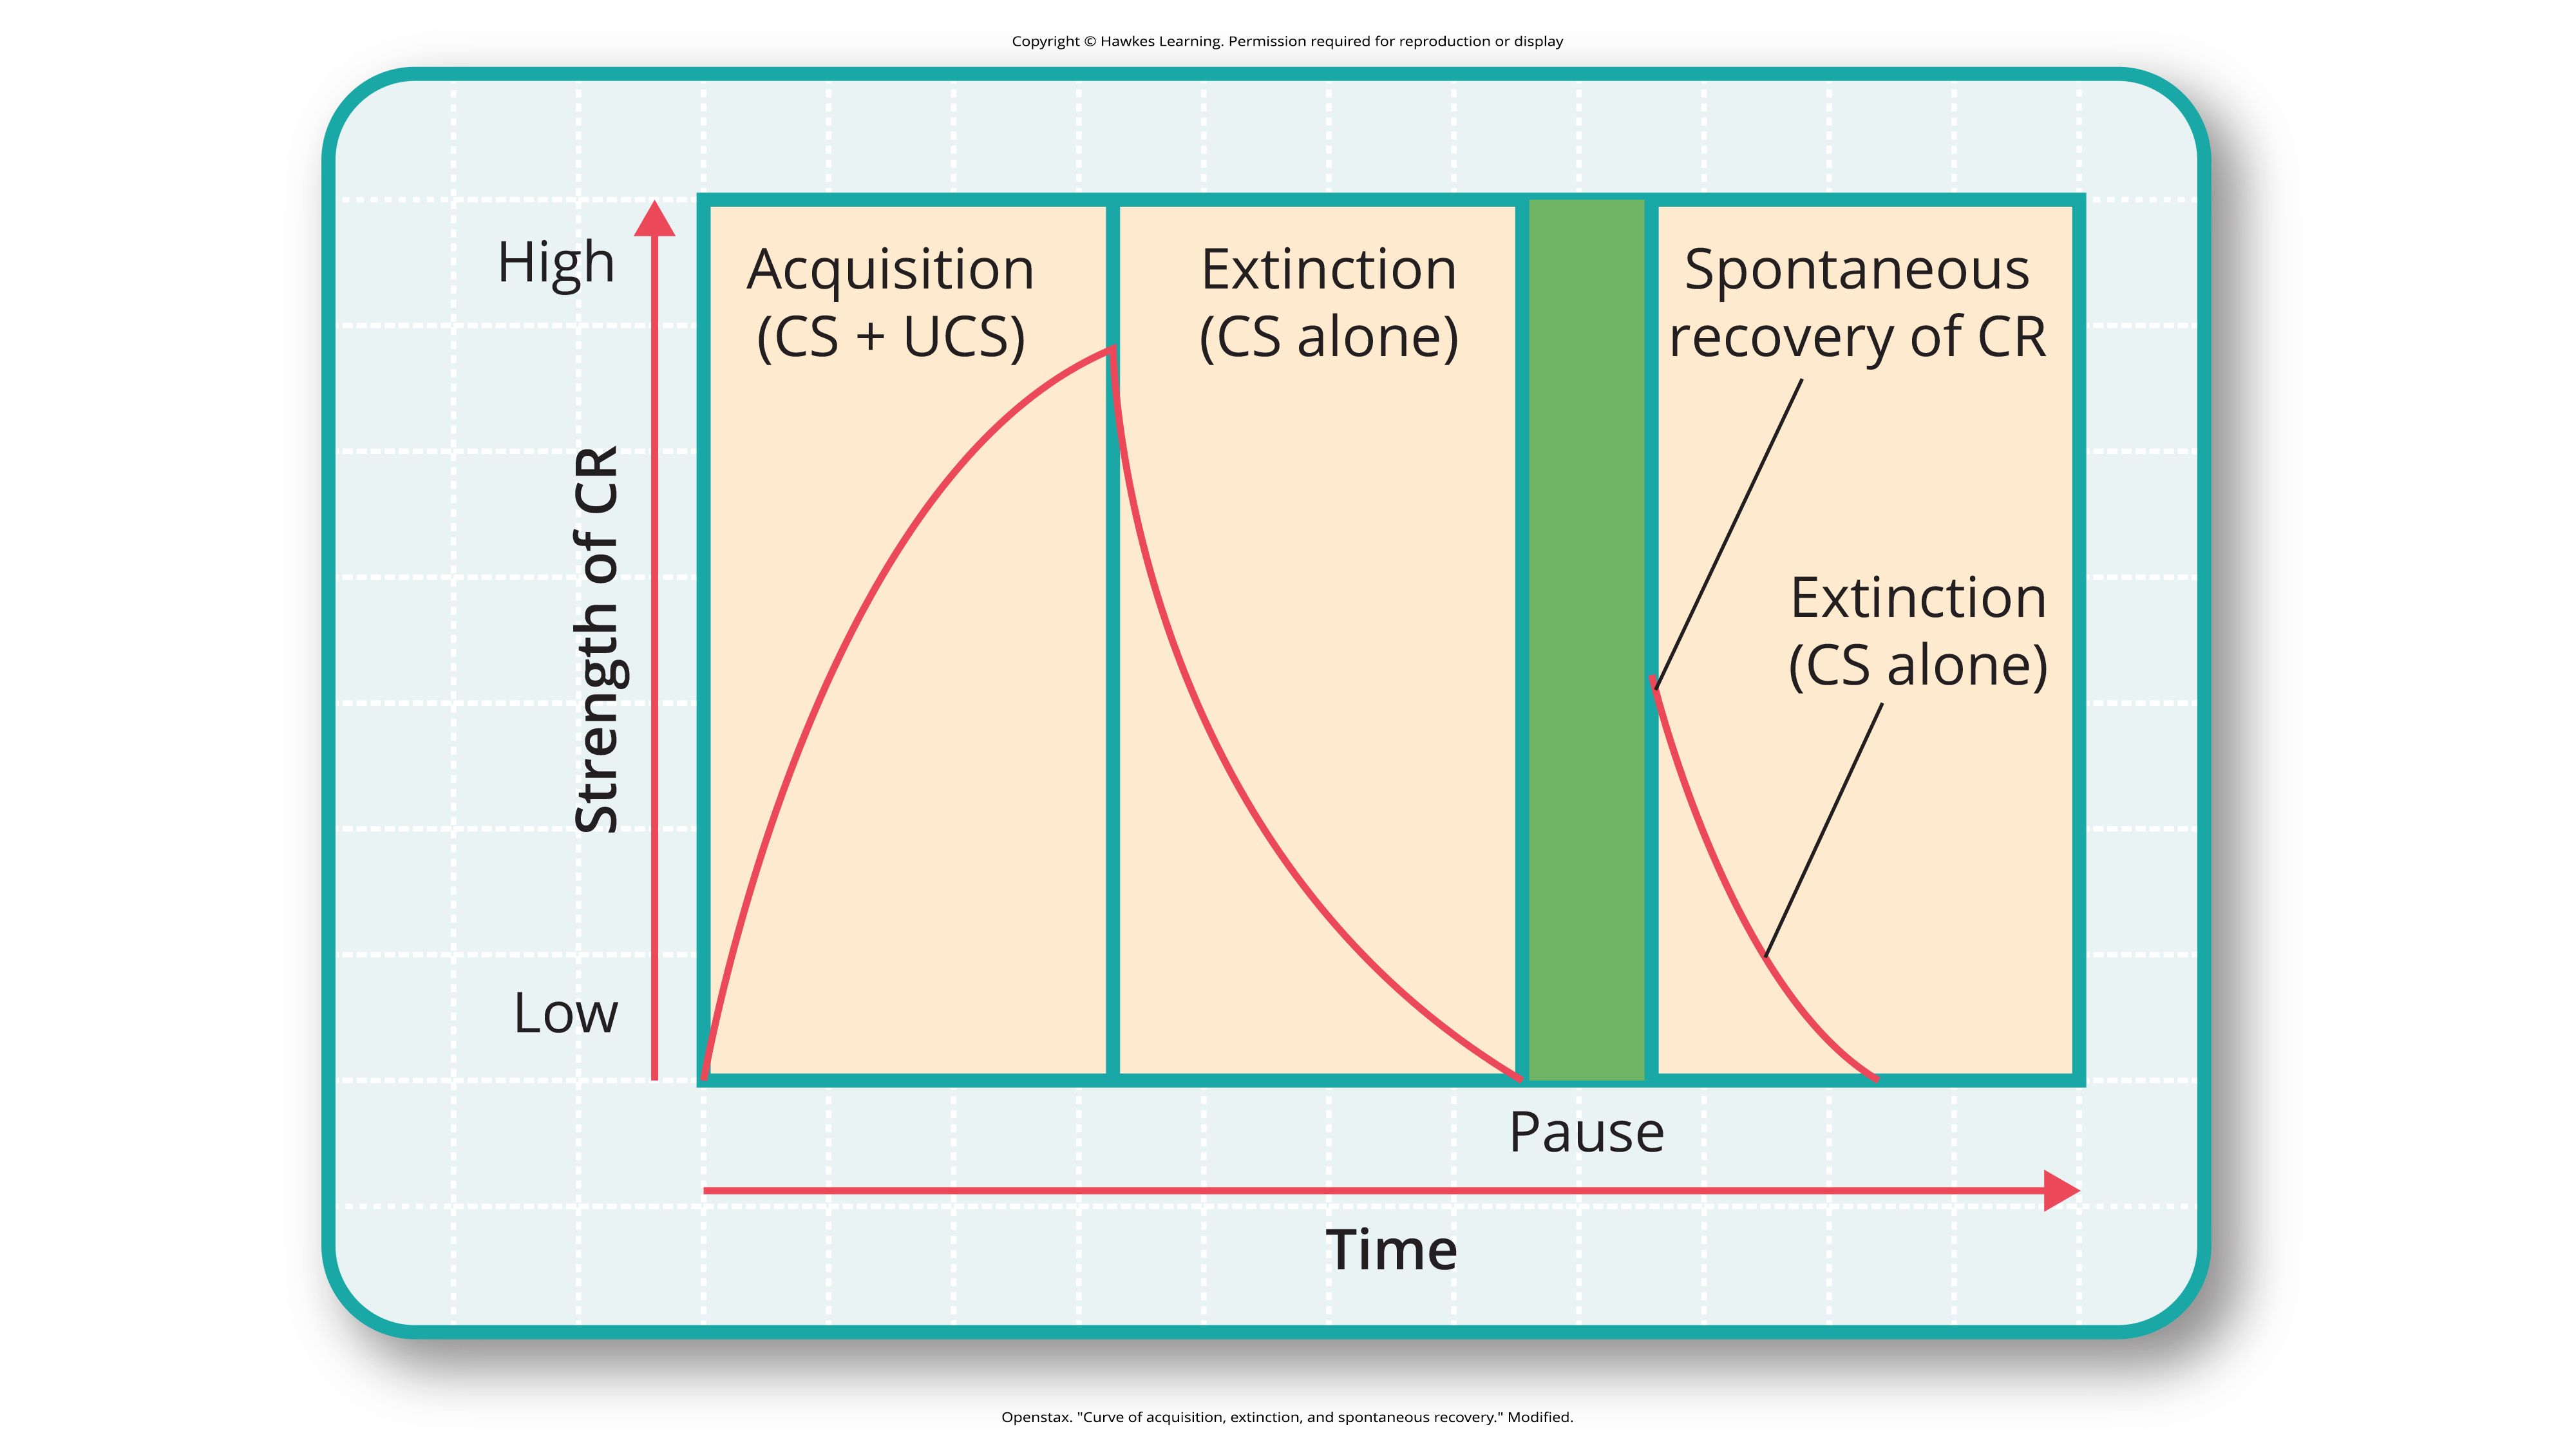 Copyright © Hawkes Learning. Permission required for reproduction or display
High
Strength of CR
Low
Acquisition
(CS + UCS)
Extinction
(CS alone)
Spontaneous
recovery of CR
Extinction
(CS alone)
Pause
Time
Openstax. "Curve of acquisition, extinction, and spontaneous recovery." Modified.